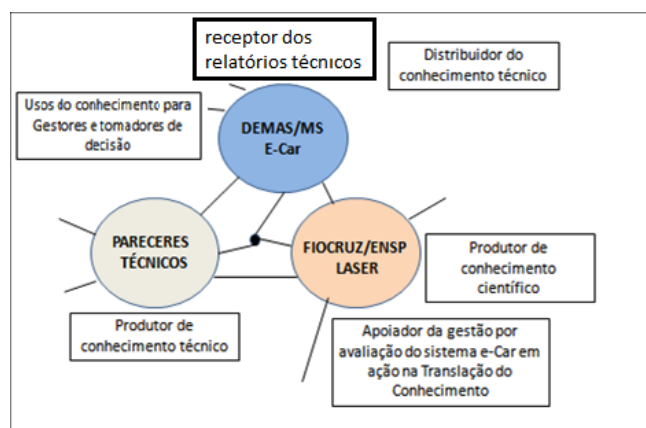 receptor dos
relatórios técnicos
Distribuidor do
conhecimento técnico
Usos do conhecimento para
Gestores e tomadores de
decisão
DEMAS/MS
E-Car
PARECERES
TÉCNICOS
FIOCRUZ/ENSP
LASER
Produtor de
conhecimento
científico
Produtor de
conhecimento técnico
Apoiador da gestão por
avaliação do sistema e-Car em
ação na Translação do
Conhecimento